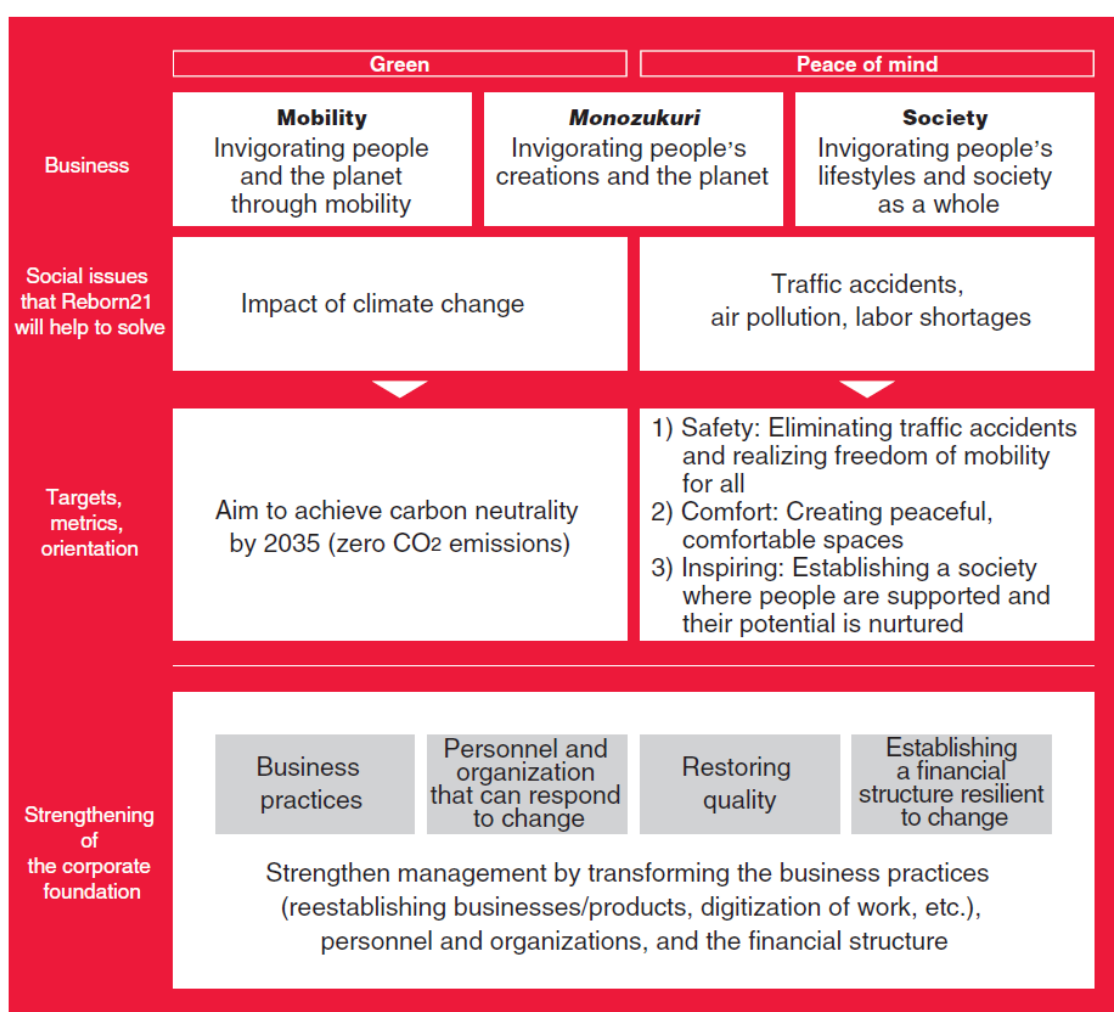 Green
Peace of mind
Business
Mobility
Invigorating people
and the planet
through mobility
Monozukuri
Invigorating people’s
creations and the planet
Society
Invigorating people’s
lifestyles and society
as a whole
Social issues
that Reborn21
will help to solve
Impact of climate change
Traffic accidents,
air pollution, labor shortages
Targets,
metrics,
orientation
Aim to achieve carbon neutrality
by 2035 (zero CO2 emissions)
1) Safety: Eliminating traffic accidents
and realizing freedom of mobility
for all
2) Comfort: Creating peaceful,
comfortable spaces
3) Inspiring: Establishing a society
where people are supported and
their potential is nurtured
Strengthening
of
the corporate
foundation
Business
practices
Personnel and
organization
that can respond
to change
Restoring
quality
Establishing
a financial
structure resilient
to change
Strengthen management by transforming the business practices
(reestablishing businesses/products, digitization of work, etc.),
personnel and organizations, and the financial structure